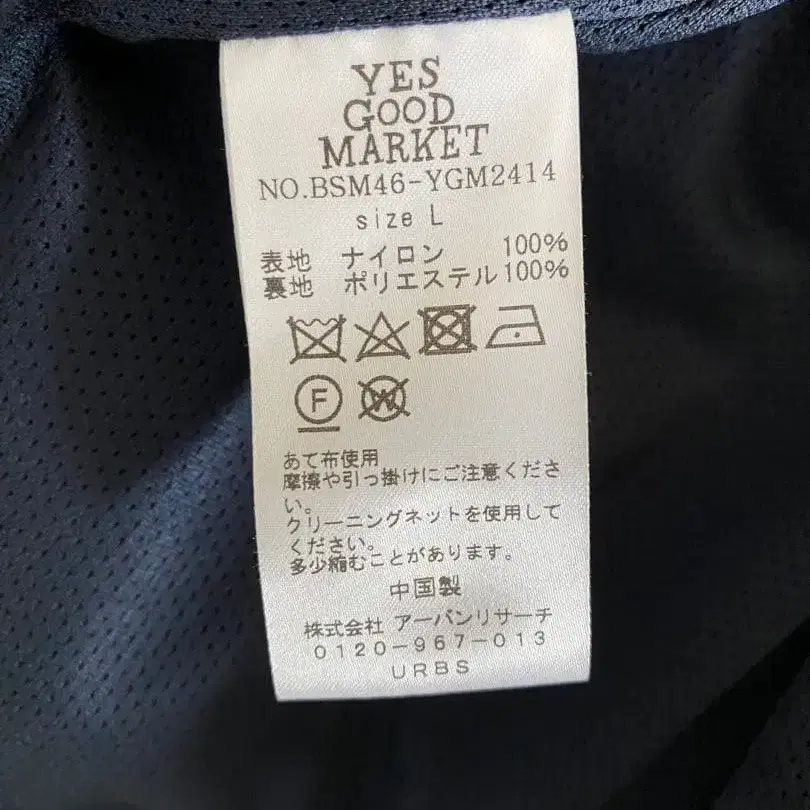 YES
GOOD
MARKET
NO.BSM46-YGM2414
size L
表地 ナイロン 100%
裏地 ポリエステル 100%
F
W
あて布使用
摩擦や引っ掛けにご注意くださ
い。
クリーニングネットを使用して
ください。
多少縮むことがあります。
中国製
株式会社 アーバンリサーチ
0120-967-013
URBS